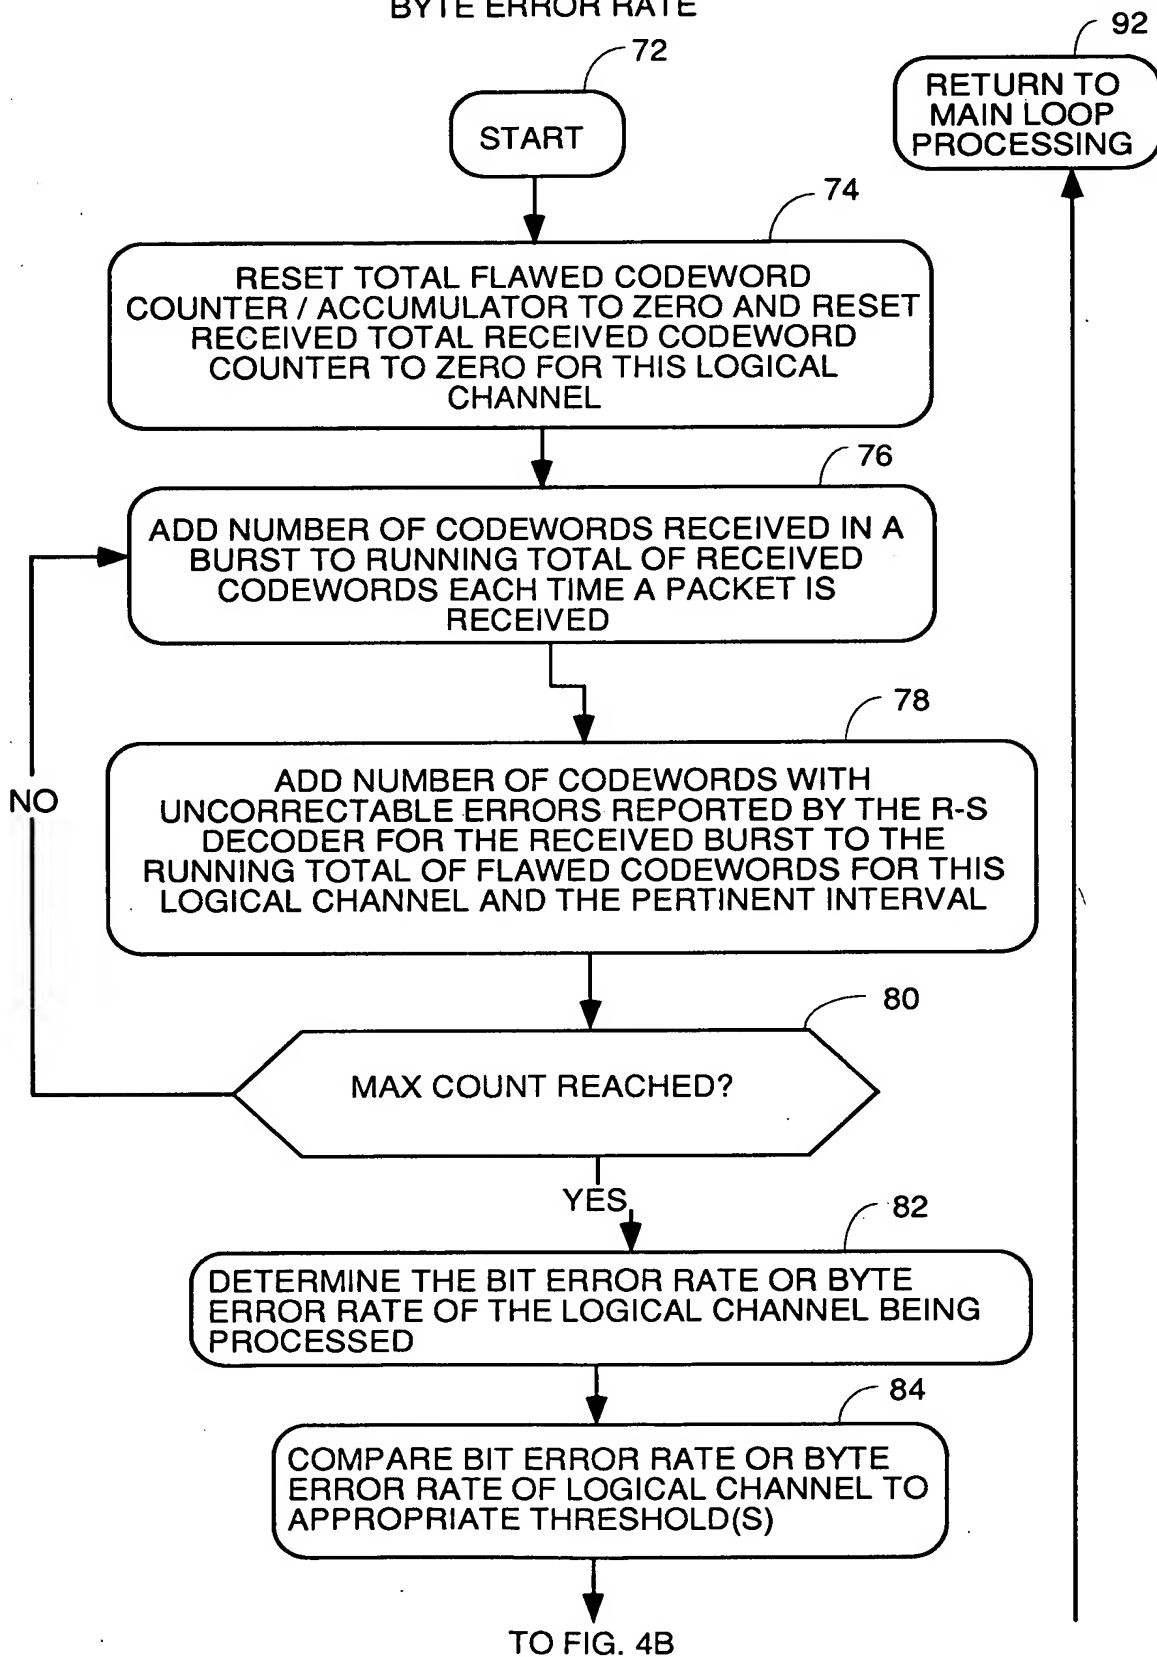 BYTE ERROR RATE
72
START
92
RETURN TO
MAIN LOOP
PROCESSING
74
RESET TOTAL FLAWED CODEWORD
COUNTER / ACCUMULATOR TO ZERO AND RESET
RECEIVED TOTAL RECEIVED CODEWORD
COUNTER TO ZERO FOR THIS LOGICAL
CHANNEL
76
ADD NUMBER OF CODEWORDS RECEIVED IN A
BURST TO RUNNING TOTAL OF RECEIVED
CODEWORDS EACH TIME A PACKET IS
RECEIVED
78
ADD NUMBER OF CODEWORDS WITH
UNCORRECTABLE ERRORS REPORTED BY THE R-S
DECODER FOR THE RECEIVED BURST TO THE
RUNNING TOTAL OF FLAWED CODEWORDS FOR THIS
LOGICAL CHANNEL AND THE PERTINENT INTERVAL
NO
80
MAX COUNT REACHED?
YES
82
DETERMINE THE BIT ERROR RATE OR BYTE
ERROR RATE OF THE LOGICAL CHANNEL BEING
PROCESSED
84
COMPARE BIT ERROR RATE OR BYTE
ERROR RATE OF LOGICAL CHANNEL TO
APPROPRIATE THRESHOLD(S)
TO FIG. 4B